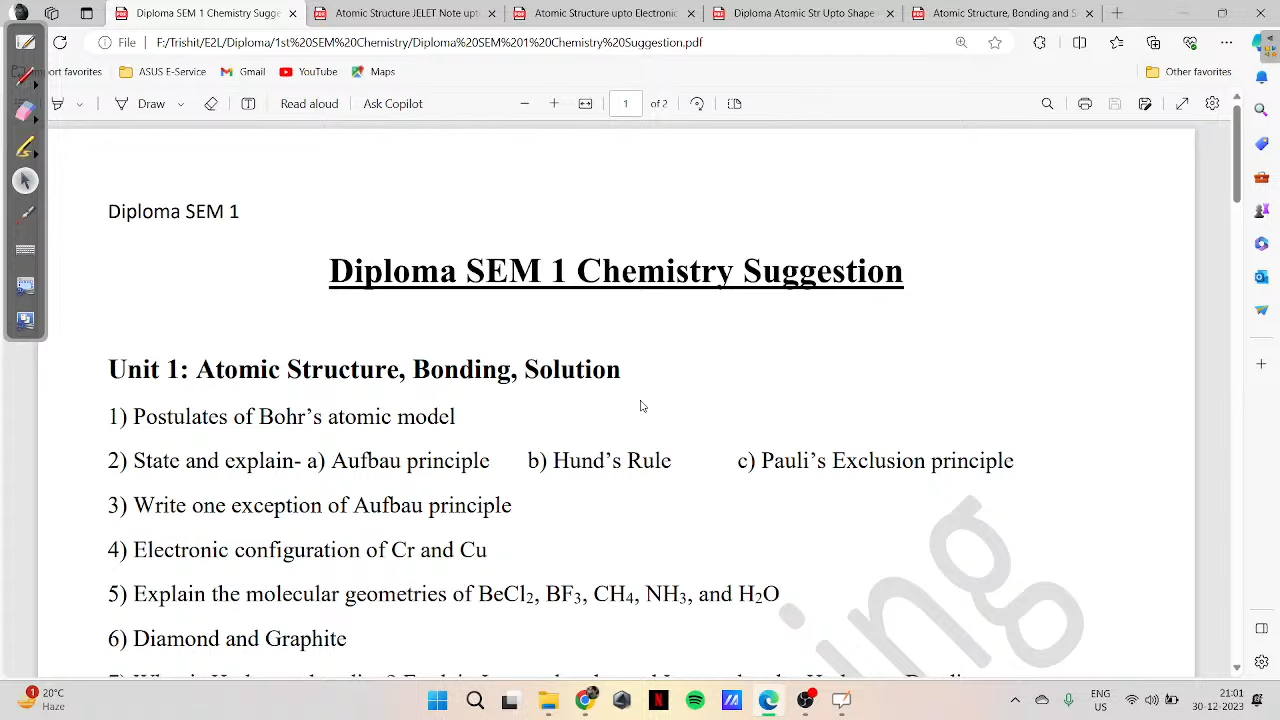 Diploma SEM 1 Chemistry Sugge
Atomic Structure JELET Note upto
Atomic Structure upto Electronic
Diploma Atomic St Upto Shape
Atomic Structure, Bonding and S
File F:/Trishit/E2L/Diploma/1st%20SEM%20Chemistry/Diploma%20SEM%201%20Chemistry%20Suggestion.pdf
import favorites ASUS E-Service Gmail YouTube Maps Other favorites
Draw Read aloud Ask Copilot 1 of 2
Diploma SEM 1
Diploma SEM 1 Chemistry Suggestion
Unit 1: Atomic Structure, Bonding, Solution
1) Postulates of Bohr’s atomic model
2) State and explain- a) Aufbau principle b) Hund’s Rule c) Pauli’s Exclusion principle
3) Write one exception of Aufbau principle
4) Electronic configuration of Cr and Cu
5) Explain the molecular geometries of BeCl₂, BF₃, CH₄, NH₃, and H₂O
6) Diamond and Graphite
ing
1 20°C
Haze
ENG
IN
21:01
30-12-2023